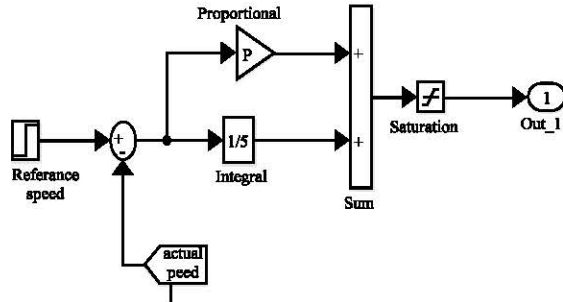 Proportional
P
+
+
-
1/5
+
Referance
speed
Integral
Sum
Saturation
1
Out_1
actual
peed